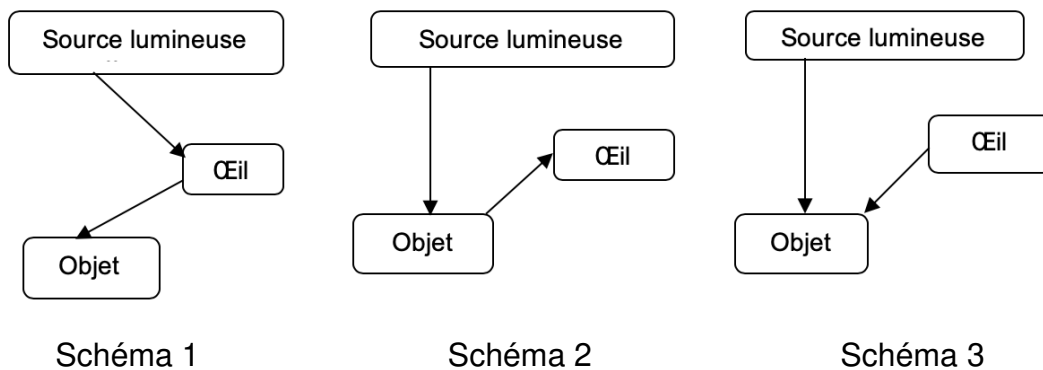 Source lumineuse
Œil
Objet
Schéma 1
Source lumineuse
Œil
Objet
Schéma 2
Source lumineuse
Œil
Objet
Schéma 3